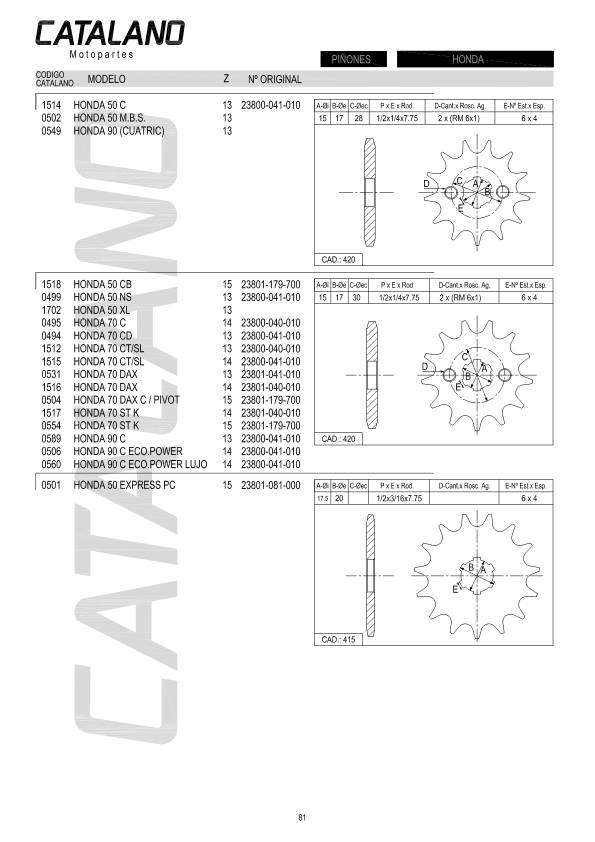 CATALANO
Motopartes
PIÑONES HONDA
CODIGO CATALANO MODELO Z Nº ORIGINAL
1514 HONDA 50 C 13 23800-041-010
0502 HONDA 50 M.B.S. 13
0549 HONDA 90 (CUATRIC) 13
A-Øi B-Øe C-Øec P x E x Rod. D-Cant.x Rosc. Ag. E-Nº Est.x Esp.
15 17 28 1/2x1/4x7.75 2 x (RM 6x1) 6 x 4
D C A B E
CAD.: 420
1518 HONDA 50 CB 15 23801-179-700
0499 HONDA 50 NS 13 23800-041-010
1702 HONDA 50 XL 13
0495 HONDA 70 C 14 23800-040-010
0494 HONDA 70 CD 13 23800-041-010
1512 HONDA 70 CT/SL 13 23800-040-010
1515 HONDA 70 CT/SL 14 23800-041-010
0531 HONDA 70 DAX 13 23801-041-010
1516 HONDA 70 DAX 14 23801-040-010
0504 HONDA 70 DAX C / PIVOT 15 23801-179-700
1517 HONDA 70 ST K 14 23801-040-010
0554 HONDA 70 ST K 15 23801-179-700
0589 HONDA 90 C 13 23800-041-010
0506 HONDA 90 C ECO.POWER 14 23800-041-010
0560 HONDA 90 C ECO.POWER LUJO 14 23800-041-010
A-Øi B-Øe C-Øec P x E x Rod. D-Cant.x Rosc. Ag. E-Nº Est.x Esp.
15 17 30 1/2x1/4x7.75 2 x (RM 6x1) 6 x 4
C D A B E
CAD.: 420
0501 HONDA 50 EXPRESS PC 15 23801-081-000
A-Øi B-Øe C-Øec P x E x Rod. D-Cant.x Rosc. Ag. E-Nº Est.x Esp.
17.5 20 1/2x3/16x7.75 6 x 4
B A E
CAD.: 415
CATALANO
81